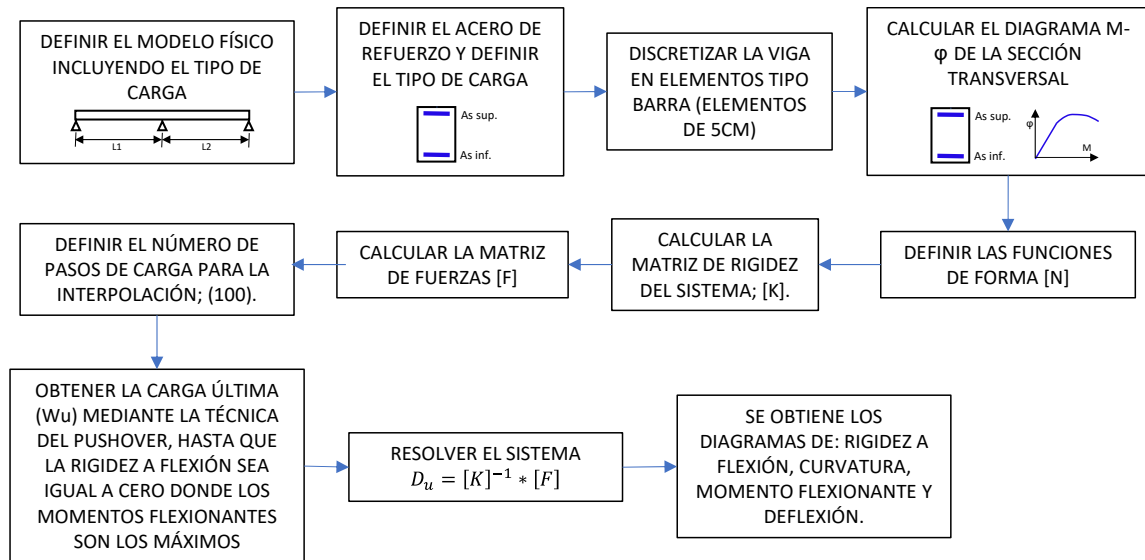 DEFINIR EL MODELO FÍSICO
INCLUYENDO EL TIPO DE
CARGA
L1
L2
DEFINIR EL ACERO DE
REFUERZO Y DEFINIR
EL TIPO DE CARGA
As sup.
As inf.
DISCRETIZAR LA VIGA
EN ELEMENTOS TIPO
BARRA (ELEMENTOS
DE 5CM)
CALCULAR EL DIAGRAMA M-
φ DE LA SECCIÓN
TRANSVERSAL
As sup.
As inf.
φ
M
DEFINIR LAS FUNCIONES
DE FORMA [N]
CALCULAR LA
MATRIZ DE RIGIDEZ
DEL SISTEMA; [K].
CALCULAR LA MATRIZ
DE FUERZAS [F]
DEFINIR EL NÚMERO DE
PASOS DE CARGA PARA LA
INTERPOLACIÓN; (100).
OBTENER LA CARGA ÚLTIMA
(Wu) MEDIANTE LA TÉCNICA
DEL PUSHOVER, HASTA QUE
LA RIGIDEZ A FLEXIÓN SEA
IGUAL A CERO DONDE LOS
MOMENTOS FLEXIONANTES
SON LOS MÁXIMOS
RESOLVER EL SISTEMA
𝐷𝑢 = [𝐾]⁻¹ ∗ [𝐹]
SE OBTIENE LOS
DIAGRAMAS DE: RIGIDEZ A
FLEXIÓN, CURVATURA,
MOMENTO FLEXIONANTE Y
DEFLEXIÓN.